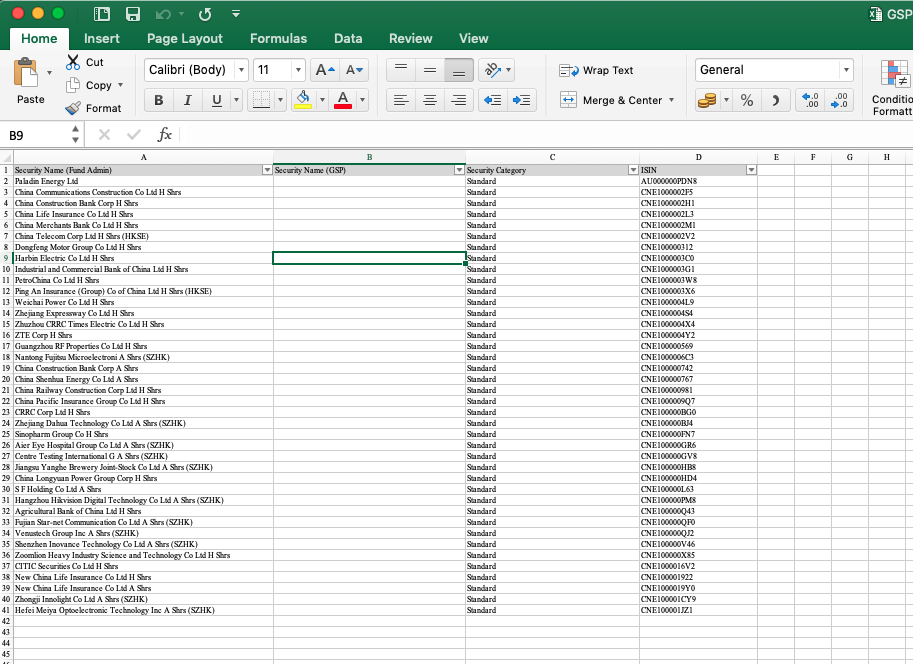 GSP
Home Insert Page Layout Formulas Data Review View
Paste
Cut
Copy
Format
Calibri (Body) 11 A A
B I U A
Wrap Text
Merge & Center
General
% .0 .00 .00 .0
Conditio
Formatt
B9 fx
A B C D E F G H
1 Security Name (Fund Admin) Security Name (GSP) Security Category ISIN
2 Paladin Energy Ltd Standard AU000000PDN8
3 China Communications Construction Co Ltd H Shrs Standard CNE1000002F5
4 China Construction Bank Corp H Shrs Standard CNE1000002H1
5 China Life Insurance Co Ltd H Shrs Standard CNE1000002L3
6 China Merchants Bank Co Ltd H Shrs Standard CNE1000002M1
7 China Telecom Corp Ltd H Shrs (HKSE) Standard CNE1000002V2
8 Dongfeng Motor Group Co Ltd H Shrs Standard CNE100000312
9 Harbin Electric Co Ltd H Shrs Standard CNE1000003C0
10 Industrial and Commercial Bank of China Ltd H Shrs Standard CNE1000003G1
11 PetroChina Co Ltd H Shrs Standard CNE1000003W8
12 Ping An Insurance (Group) Co of China Ltd H Shrs (HKSE) Standard CNE1000003X6
13 Weichai Power Co Ltd H Shrs Standard CNE1000004L9
14 Zhejiang Expressway Co Ltd H Shrs Standard CNE1000004S4
15 Zhuzhou CRRC Times Electric Co Ltd H Shrs Standard CNE1000004X4
16 ZTE Corp H Shrs Standard CNE1000004Y2
17 Guangzhou RF Properties Co Ltd H Shrs Standard CNE100000569
18 Nantong Fujitsu Microelectroni A Shrs (SZHK) Standard CNE1000006C3
19 China Construction Bank Corp A Shrs Standard CNE100000742
20 China Shenhua Energy Co Ltd A Shrs Standard CNE100000767
21 China Railway Construction Corp Ltd H Shrs Standard CNE100000981
22 China Pacific Insurance Group Co Ltd H Shrs Standard CNE1000009Q7
23 CRRC Corp Ltd H Shrs Standard CNE100000BG0
24 Zhejiang Dahua Technology Co Ltd A Shrs (SZHK) Standard CNE100000BJ4
25 Sinopharm Group Co H Shrs Standard CNE100000FN7
26 Aier Eye Hospital Group Co Ltd A Shrs (SZHK) Standard CNE100000GR6
27 Centre Testing International G A Shrs (SZHK) Standard CNE100000GV8
28 Jiangsu Yanghe Brewery Joint-Stock Co Ltd A Shrs (SZHK) Standard CNE100000HB8
29 China Longyuan Power Group Corp H Shrs Standard CNE100000HD4
30 S F Holding Co Ltd A Shrs Standard CNE100000L63
31 Hangzhou Hikvision Digital Technology Co Ltd A Shrs (SZHK) Standard CNE100000PM8
32 Agricultural Bank of China Ltd H Shrs Standard CNE100000Q43
33 Fujian Star-net Communication Co Ltd A Shrs (SZHK) Standard CNE100000QF0
34 Venustech Group Inc A Shrs (SZHK) Standard CNE100000QJ2
35 Shenzhen Inovance Technology Co Ltd A Shrs (SZHK) Standard CNE100000V46
36 Zoomlion Heavy Industry Science and Technology Co Ltd H Shrs Standard CNE100000X85
37 CITIC Securities Co Ltd H Shrs Standard CNE1000016V2
38 New China Life Insurance Co Ltd H Shrs Standard CNE100001922
39 New China Life Insurance Co Ltd A Shrs Standard CNE1000019Y0
40 Zhongji Innolight Co Ltd A Shrs (SZHK) Standard CNE100001CY9
41 Hefei Meiya Optoelectronic Technology Inc A Shrs (SZHK) Standard CNE100001JZ1
42
43
44
45